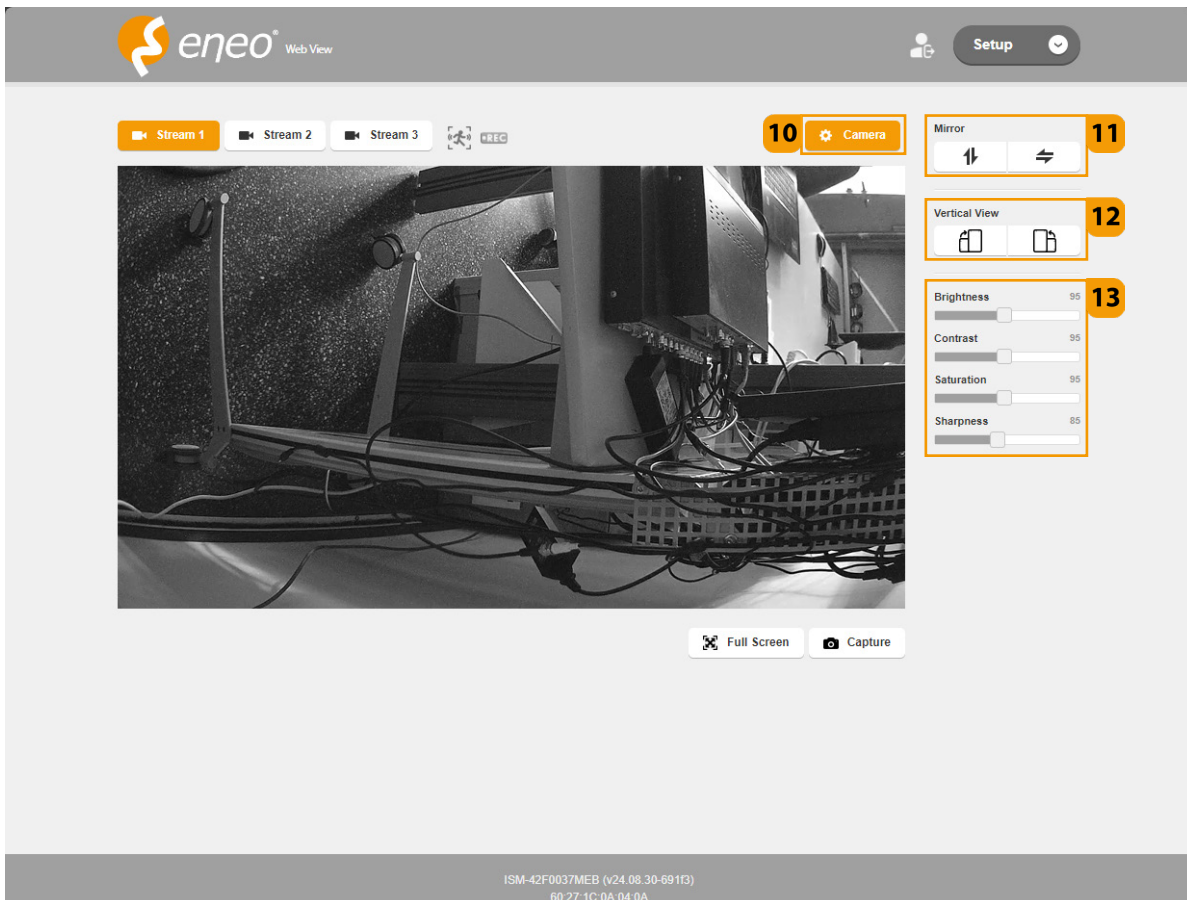 eneo® Web View
Setup
Stream 1 Stream 2 Stream 3 REC
10 Camera
Mirror 11
Vertical View 12
13
Brightness 95
Contrast 95
Saturation 95
Sharpness 85
Full Screen Capture
ISM-42F0037MEB (v24.08.30-691f3)
60:27:1C:0A:04:0A